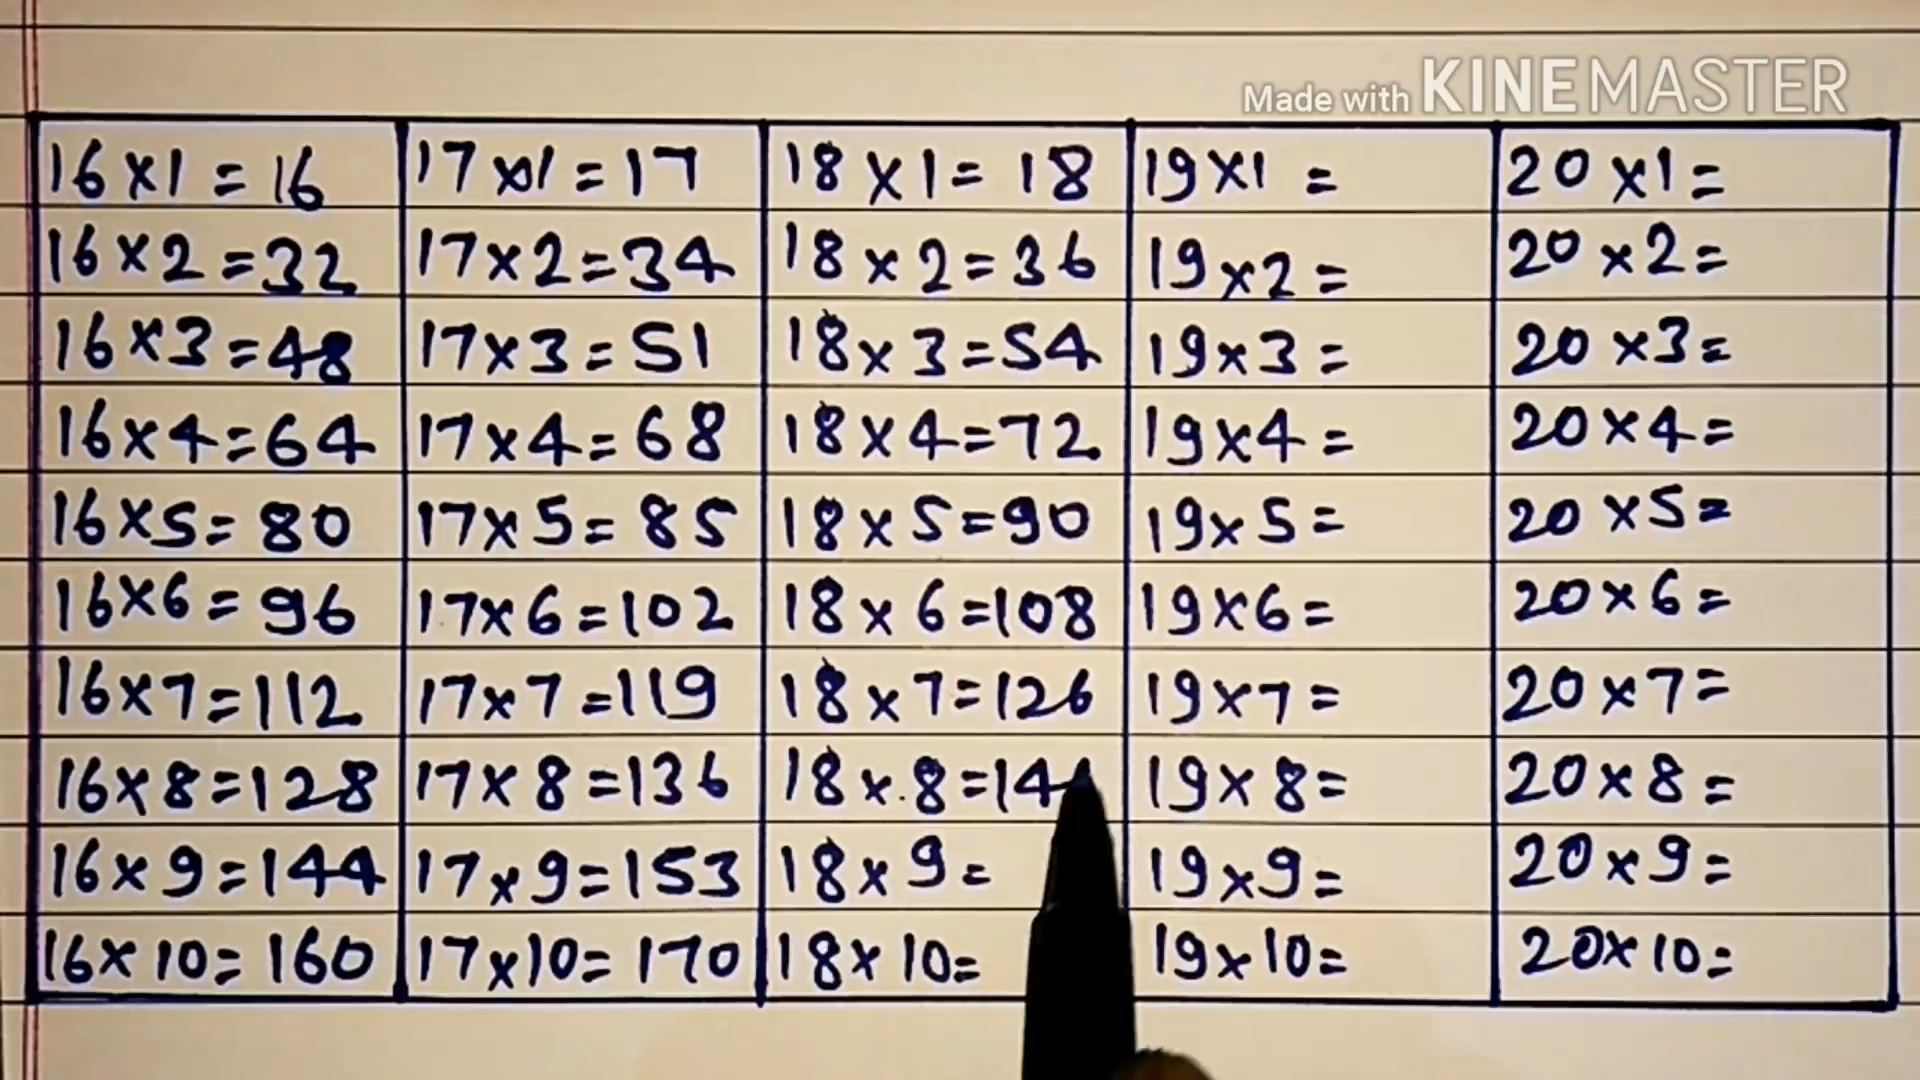 Made with KINEMASTER
16×1=16 17×1=17 18×1=18 19×1= 20×1=
16×2=32 17×2=34 18×2=36 19×2= 20×2=
16×3=48 17×3=51 18×3=54 19×3= 20×3=
16×4=64 17×4=68 18×4=72 19×4= 20×4=
16×5=80 17×5=85 18×5=90 19×5= 20×5=
16×6=96 17×6=102 18×6=108 19×6= 20×6=
16×7=112 17×7=119 18×7=126 19×7= 20×7=
16×8=128 17×8=136 18×8=14 19×8= 20×8=
16×9=144 17×9=153 18×9= 19×9= 20×9=
16×10=160 17×10=170 18×10= 19×10= 20×10=